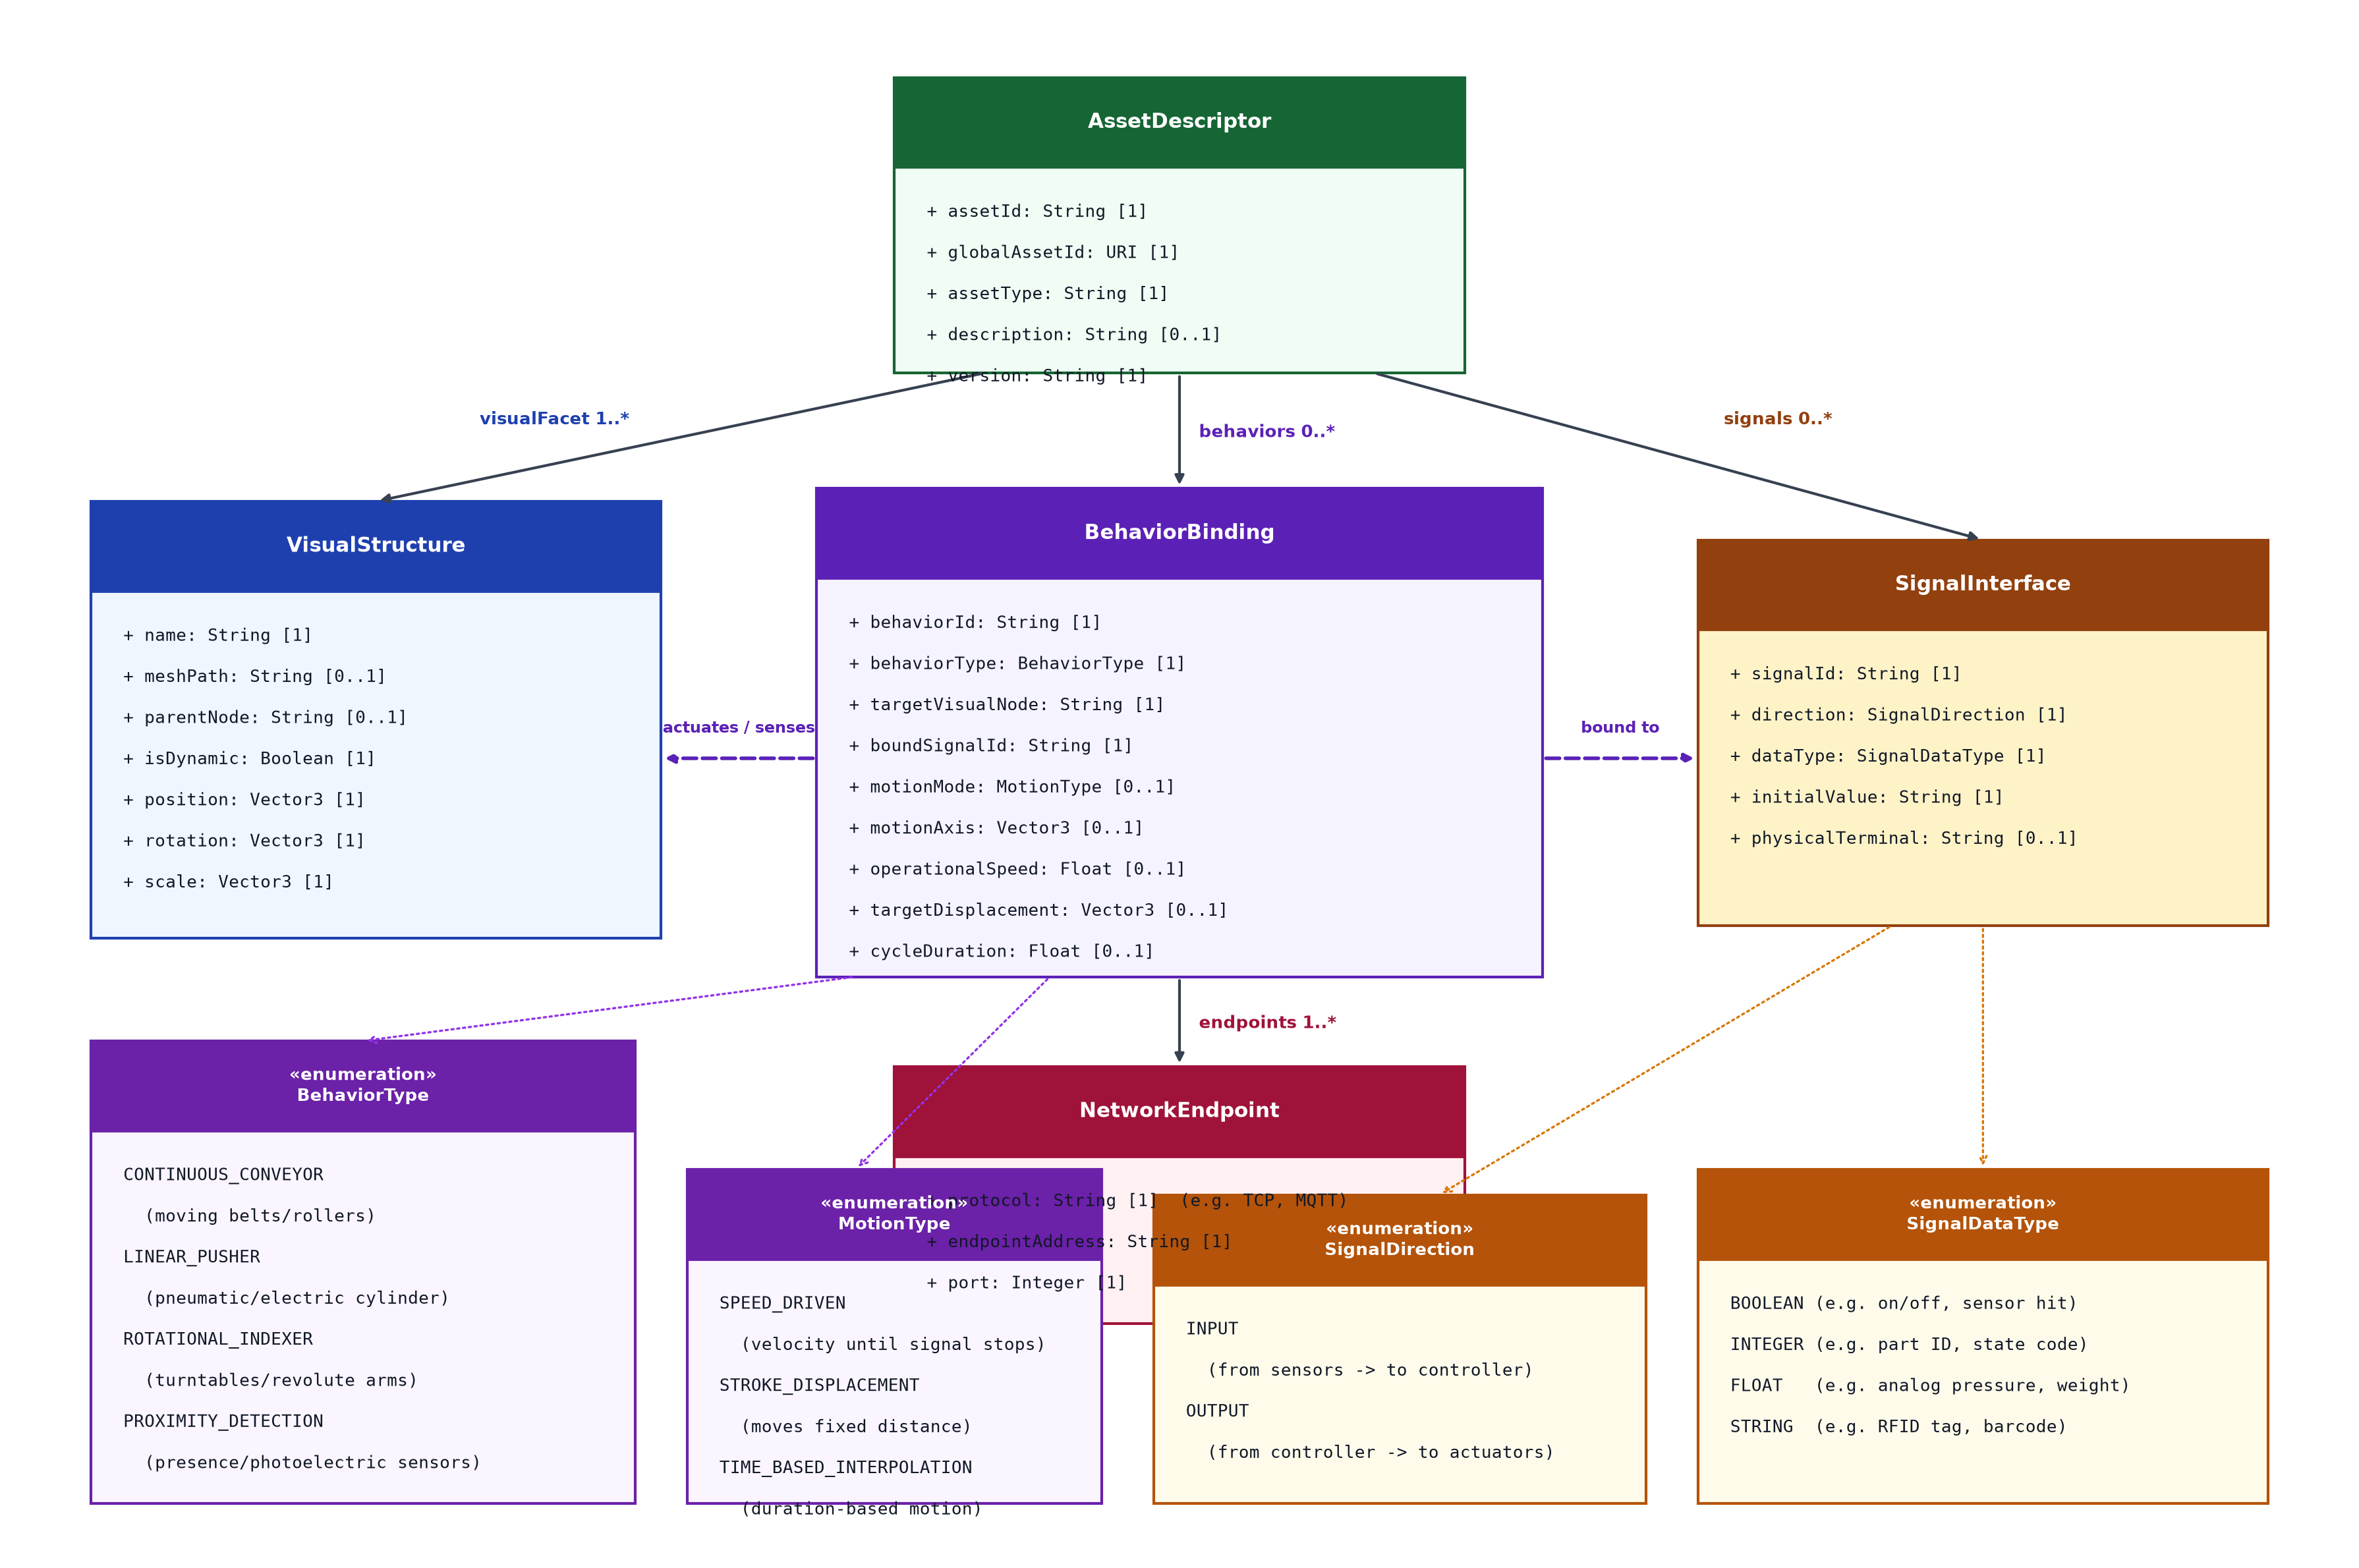 AssetDescriptor
+ assetId: String [1]
+ globalAssetId: URI [1]
+ assetType: String [1]
+ description: String [0..1]
+ version: String [1]
visualFacet 1..*
behaviors 0..*
signals 0..*
VisualStructure
+ name: String [1]
+ meshPath: String [0..1]
+ parentNode: String [0..1]
+ isDynamic: Boolean [1]
+ position: Vector3 [1]
+ rotation: Vector3 [1]
+ scale: Vector3 [1]
actuates / senses
BehaviorBinding
+ behaviorId: String [1]
+ behaviorType: BehaviorType [1]
+ targetVisualNode: String [1]
+ boundSignalId: String [1]
+ motionMode: MotionType [0..1]
+ motionAxis: Vector3 [0..1]
+ operationalSpeed: Float [0..1]
+ targetDisplacement: Vector3 [0..1]
+ cycleDuration: Float [0..1]
bound to
SignalInterface
+ signalId: String [1]
+ direction: SignalDirection [1]
+ dataType: SignalDataType [1]
+ initialValue: String [1]
+ physicalTerminal: String [0..1]
endpoints 1..*
NetworkEndpoint
+ protocol: String [1]  (e.g. TCP, MQTT)
+ endpointAddress: String [1]
+ port: Integer [1]
«enumeration»
BehaviorType
CONTINUOUS_CONVEYOR
(moving belts/rollers)
LINEAR_PUSHER
(pneumatic/electric cylinder)
ROTATIONAL_INDEXER
(turntables/revolute arms)
PROXIMITY_DETECTION
(presence/photoelectric sensors)
«enumeration»
MotionType
SPEED_DRIVEN
(velocity until signal stops)
STROKE_DISPLACEMENT
(moves fixed distance)
TIME_BASED_INTERPOLATION
(duration-based motion)
«enumeration»
SignalDirection
INPUT
(from sensors -> to controller)
OUTPUT
(from controller -> to actuators)
«enumeration»
SignalDataType
BOOLEAN (e.g. on/off, sensor hit)
INTEGER (e.g. part ID, state code)
FLOAT   (e.g. analog pressure, weight)
STRING  (e.g. RFID tag, barcode)